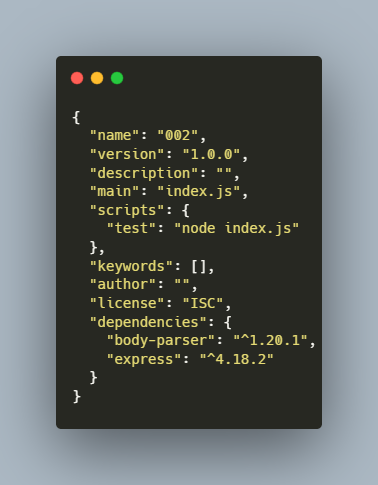 {
  "name": "002",
  "version": "1.0.0",
  "description": "",
  "main": "index.js",
  "scripts": {
    "test": "node index.js"
  },
  "keywords": [],
  "author": "",
  "license": "ISC",
  "dependencies": {
    "body-parser": "^1.20.1",
    "express": "^4.18.2"
  }
}